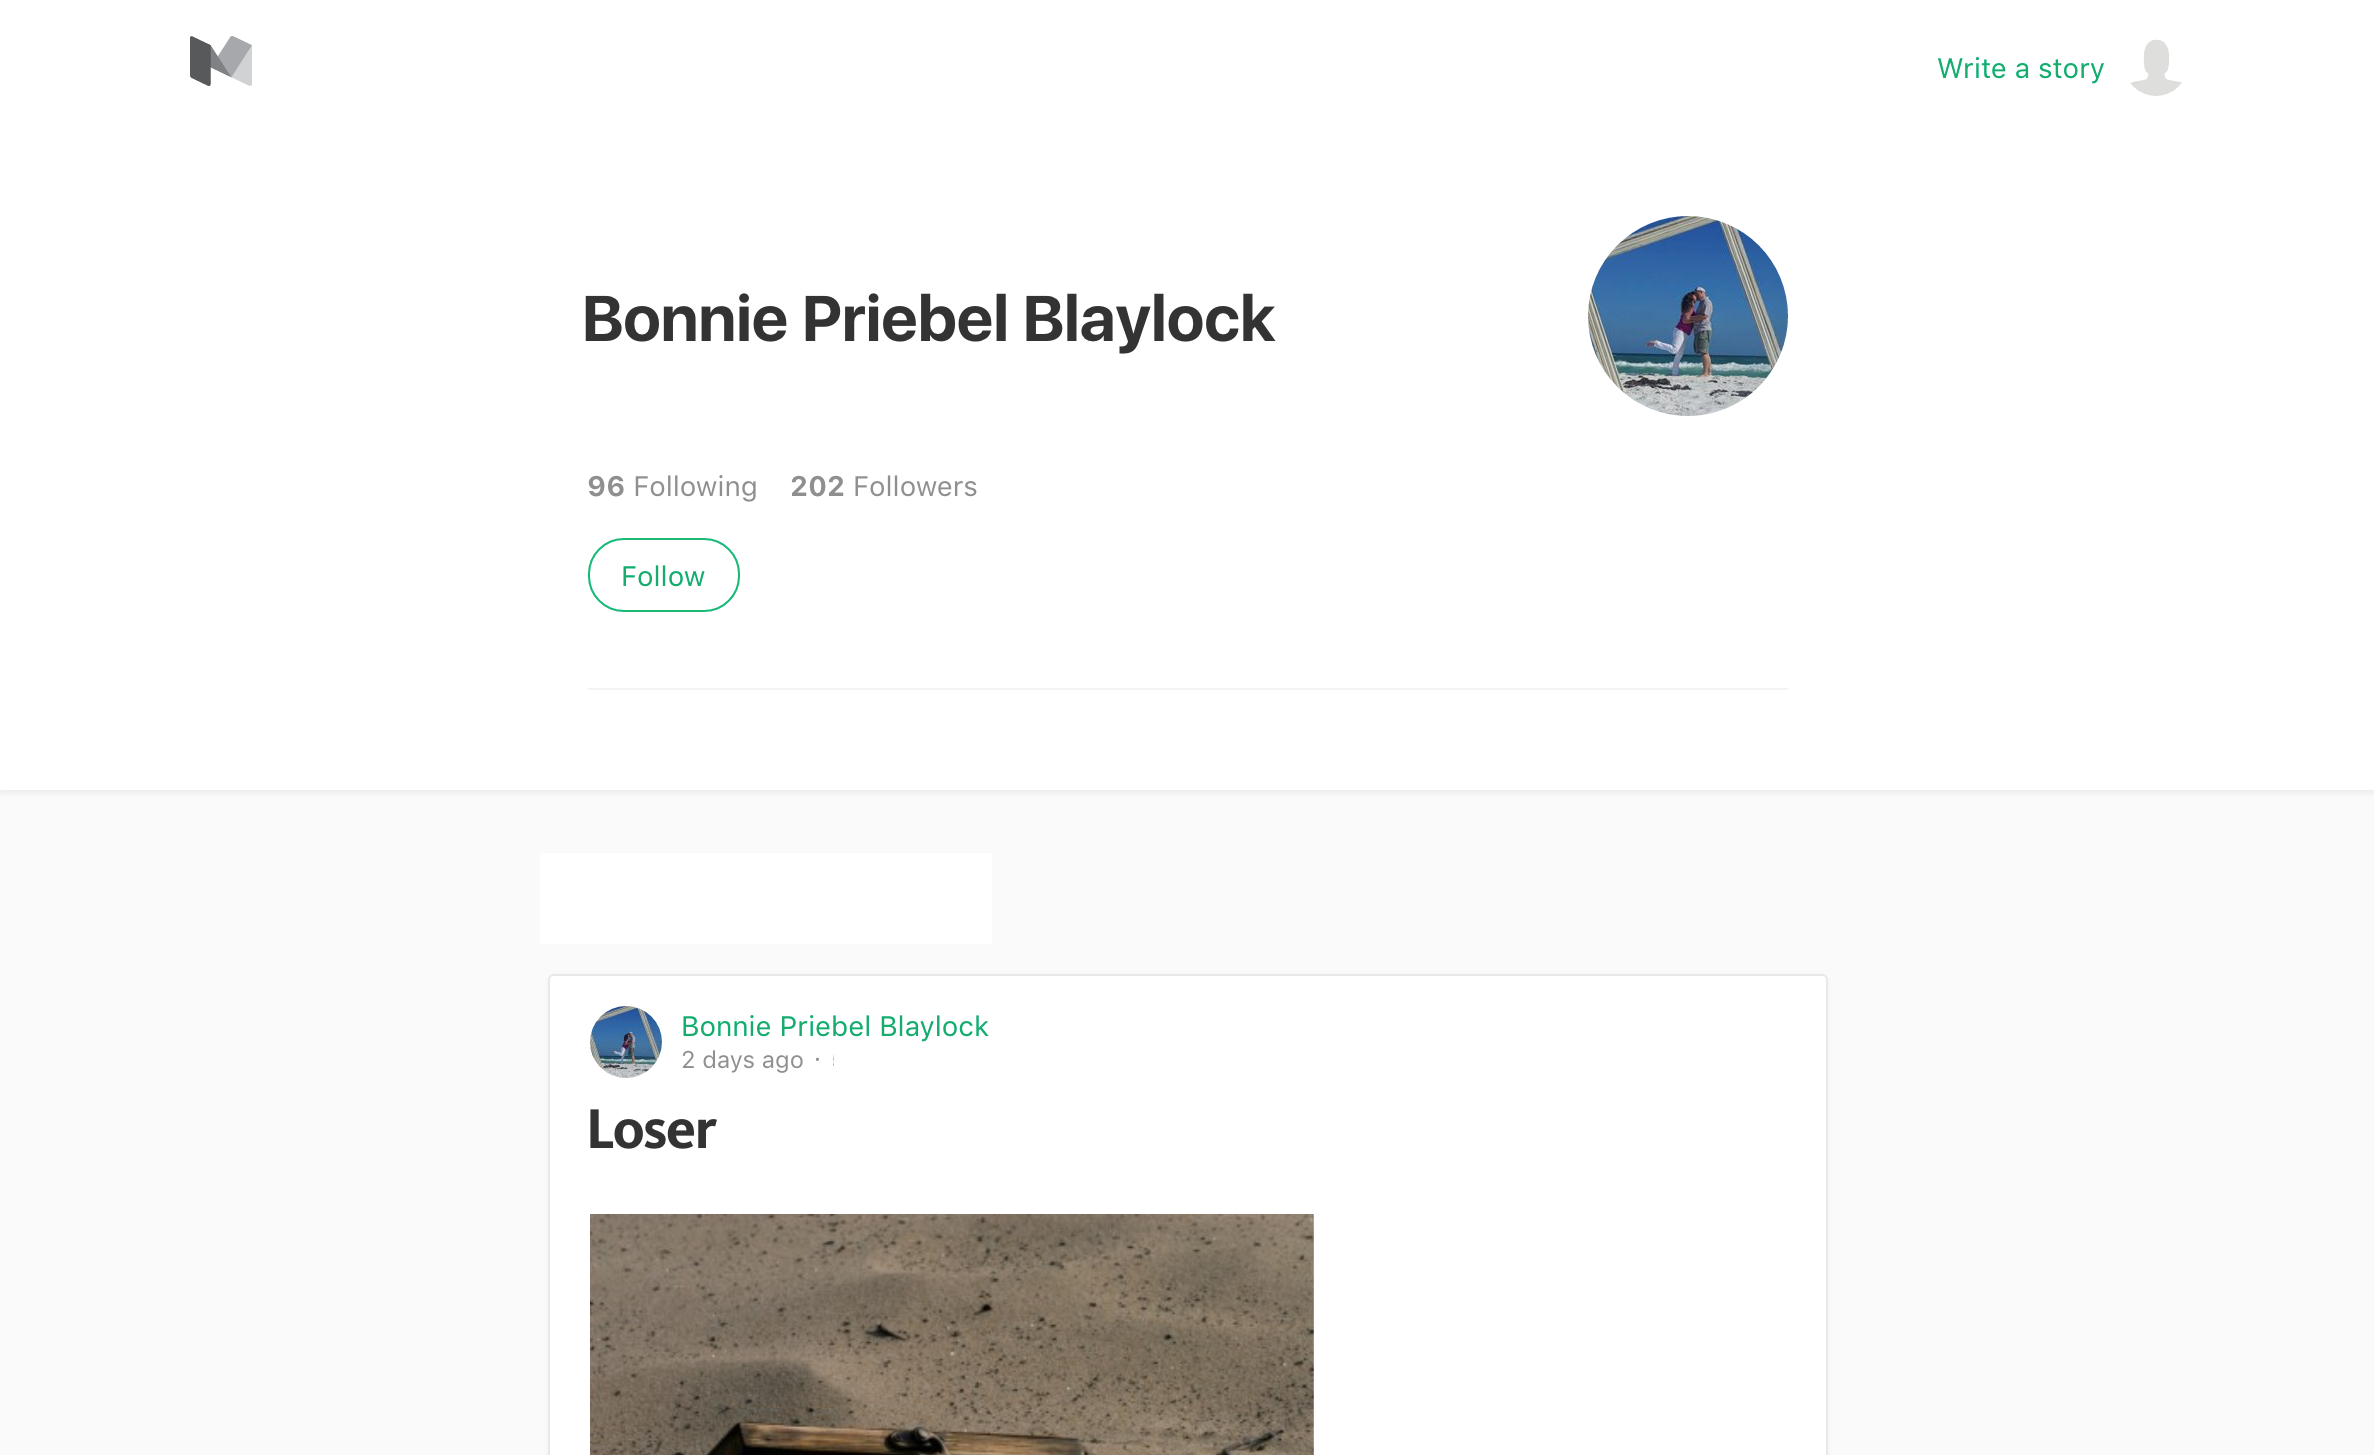 Write a story
Bonnie Priebel Blaylock
96 Following 202 Followers
Follow
Bonnie Priebel Blaylock
2 days ago ·
Loser